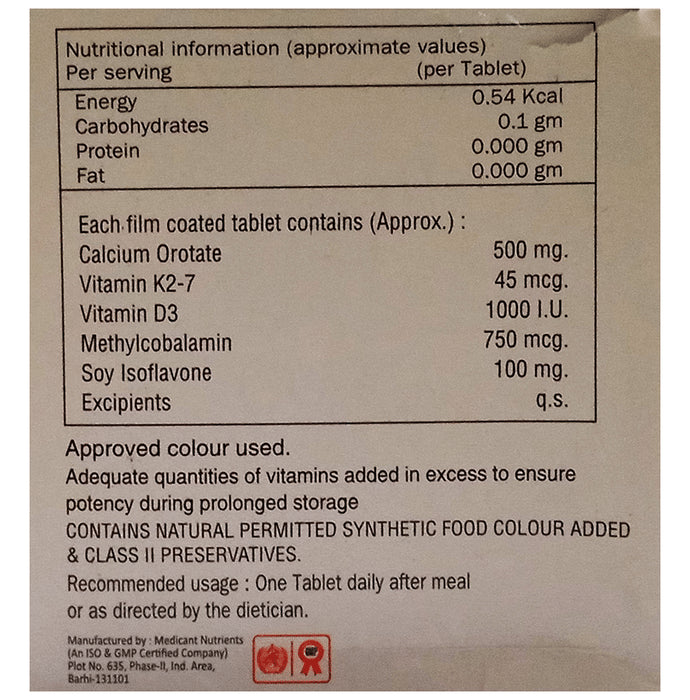 Nutritional information (approximate values)
Per serving (per Tablet)
Energy 0.54 Kcal
Carbohydrates 0.1 gm
Protein 0.000 gm
Fat 0.000 gm
Each film coated tablet contains (Approx.) :
Calcium Orotate 500 mg.
Vitamin K2-7 45 mcg.
Vitamin D3 1000 I.U.
Methylcobalamin 750 mcg.
Soy Isoflavone 100 mg.
Excipients q.s.
Approved colour used.
Adequate quantities of vitamins added in excess to ensure
potency during prolonged storage
CONTAINS NATURAL PERMITTED SYNTHETIC FOOD COLOUR ADDED
& CLASS II PRESERVATIVES.
Recommended usage : One Tablet daily after meal
or as directed by the dietician.
Manufactured by : Medicant Nutrients
(An ISO & GMP Certified Company)
Plot No. 635, Phase-II, Ind. Area,
Barhi-131101